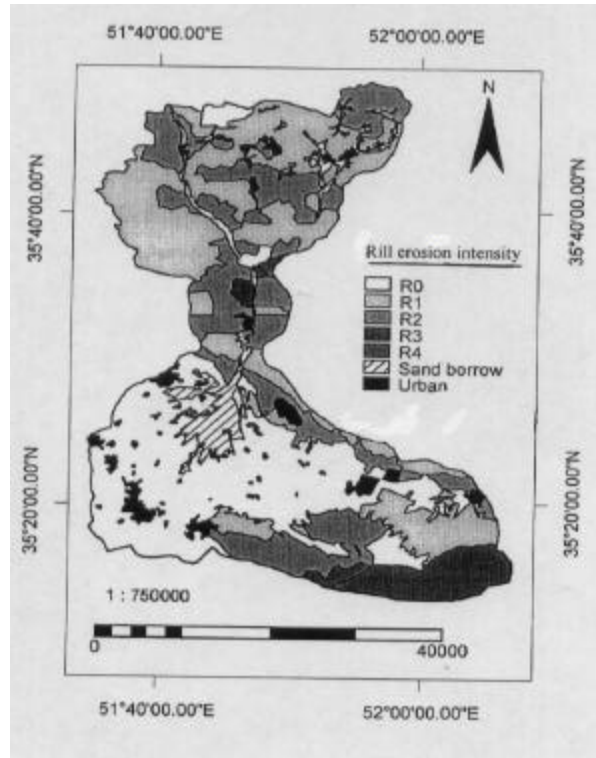 51°40'00.00"E 52°00'00.00"E
N
35°40'00.00"N 35°40'00.00"N
Rill erosion intensity
R0
R1
R2
R3
R4
Sand borrow
Urban
35°20'00.00"N 35°20'00.00"N
1 : 750000
0 40000
51°40'00.00"E 52°00'00.00"E